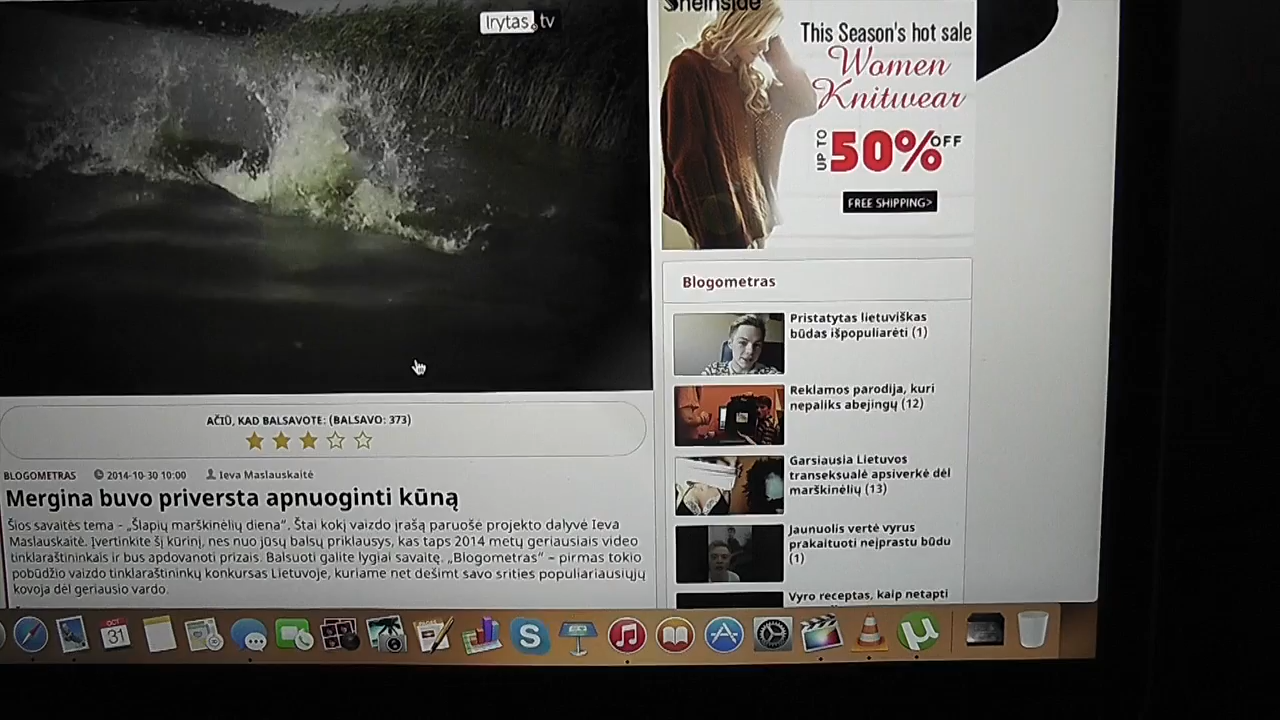 lrytas.tv
AČIŪ, KAD BALSAVOTE: (BALSAVO: 373)
BLOGOMETRAS 2014-10-30 10:00 Ieva Maslauskaitė
Mergina buvo priversta apnuoginti kūną
Šios savaitės tema – „Šlapių marškinėlių diena“. Štai kokį vaizdo įrašą paruošė projekto dalyvė Ieva
Maslauskaitė. Įvertinkite šį kūrinį, nes nuo jūsų balsų priklausys, kas taps 2014 metų geriausiais video
tinklaraštininkais ir bus apdovanoti prizais. Balsuoti galite lygiai savaitę. „Blogometras“ – pirmas tokio
pobūdžio vaizdo tinklaraštininkų konkursas Lietuvoje, kuriame net dešimt savo srities populiariausiųjų
kovoja dėl geriausio vardo.
Sheinside
This Season's hot sale
Women
Knitwear
UP TO 50% OFF
FREE SHIPPING>
Blogometras
Pristatytas lietuviškas
būdas išpopuliarėti (1)
Reklamos parodija, kuri
nepaliks abejingų (12)
Garsiausia Lietuvos
transeksualė apsiverkė dėl
marškinėlių (13)
Jaunuolis vertė vyrus
prakaituoti neįprastu būdu
(1)
Vyro receptas, kaip netapti
OCT
31